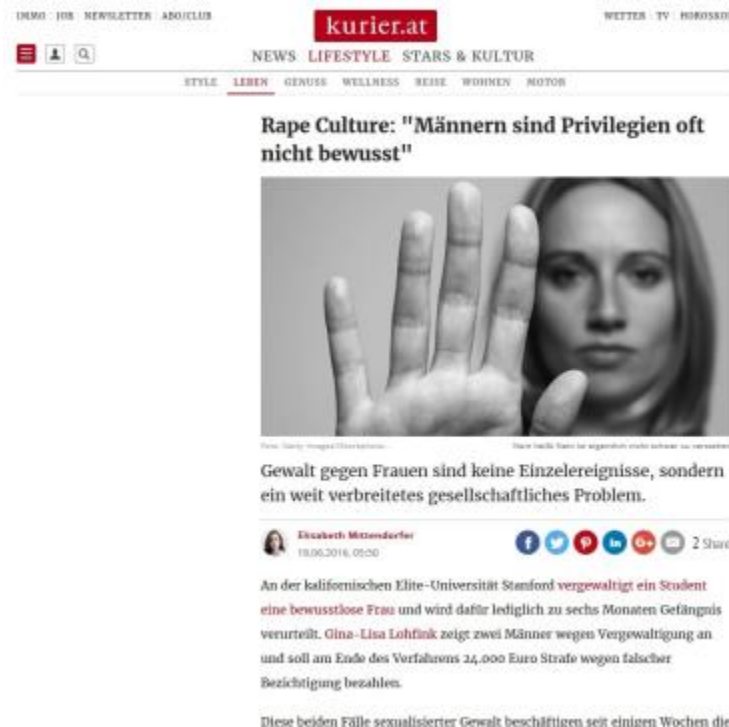 IMMO JOB NEWSLETTER ABO/CLUB
WETTER TV HOROSKOP
kurier.at
NEWS LIFESTYLE STARS & KULTUR
STYLE LEBEN GENUSS WELLNESS REISE WOHNEN MOTOR
Rape Culture: "Männern sind Privilegien oft
nicht bewusst"
Gewalt gegen Frauen sind keine Einzelereignisse, sondern
ein weit verbreitetes gesellschaftliches Problem.
Elisabeth Mittendorfer
2 Share
An der kalifornischen Elite-Universität Stanford vergewaltigt ein Student
eine bewusstlose Frau und wird dafür lediglich zu sechs Monaten Gefängnis
verurteilt. Gina-Lisa Lohfink zeigt zwei Männer wegen Vergewaltigung an
und soll am Ende des Verfahrens 24.000 Euro Strafe wegen falscher
Bezichtigung bezahlen.
Diese beiden Fälle sexualisierter Gewalt beschäftigen seit einigen Wochen die